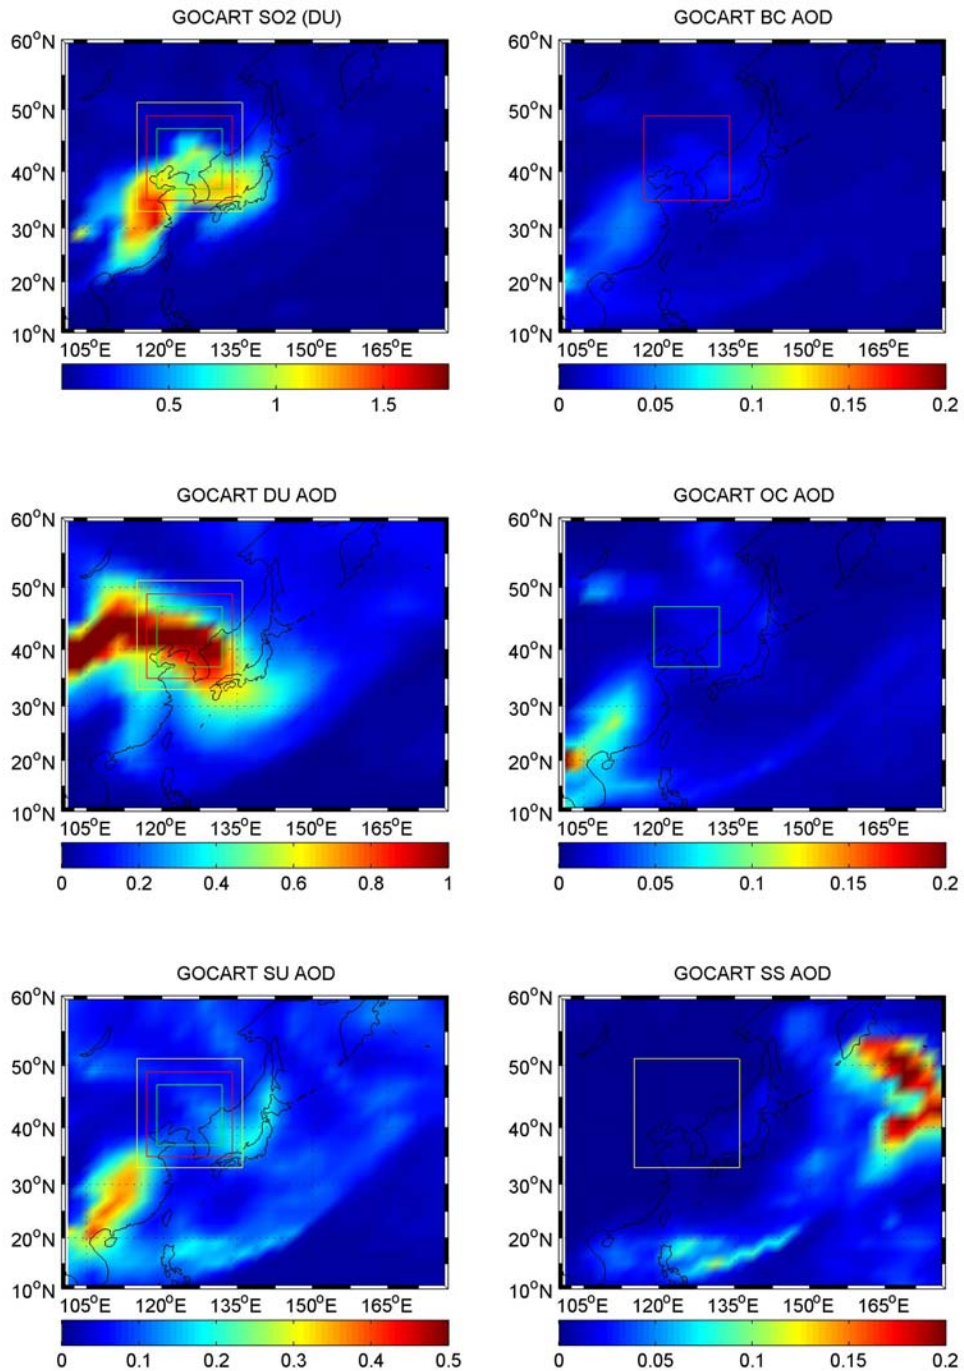 GOCART SO2 (DU)
60°N
50°N
40°N
30°N
20°N
10°N
105°E 120°E 135°E 150°E 165°E
0.5 1 1.5
GOCART BC AOD
60°N
50°N
40°N
30°N
20°N
10°N
105°E 120°E 135°E 150°E 165°E
0 0.05 0.1 0.15 0.2
GOCART DU AOD
60°N
50°N
40°N
30°N
20°N
10°N
105°E 120°E 135°E 150°E 165°E
0 0.2 0.4 0.6 0.8 1
GOCART OC AOD
60°N
50°N
40°N
30°N
20°N
10°N
105°E 120°E 135°E 150°E 165°E
0 0.05 0.1 0.15 0.2
GOCART SU AOD
60°N
50°N
40°N
30°N
20°N
10°N
105°E 120°E 135°E 150°E 165°E
0 0.1 0.2 0.3 0.4 0.5
GOCART SS AOD
60°N
50°N
40°N
30°N
20°N
10°N
105°E 120°E 135°E 150°E 165°E
0 0.05 0.1 0.15 0.2